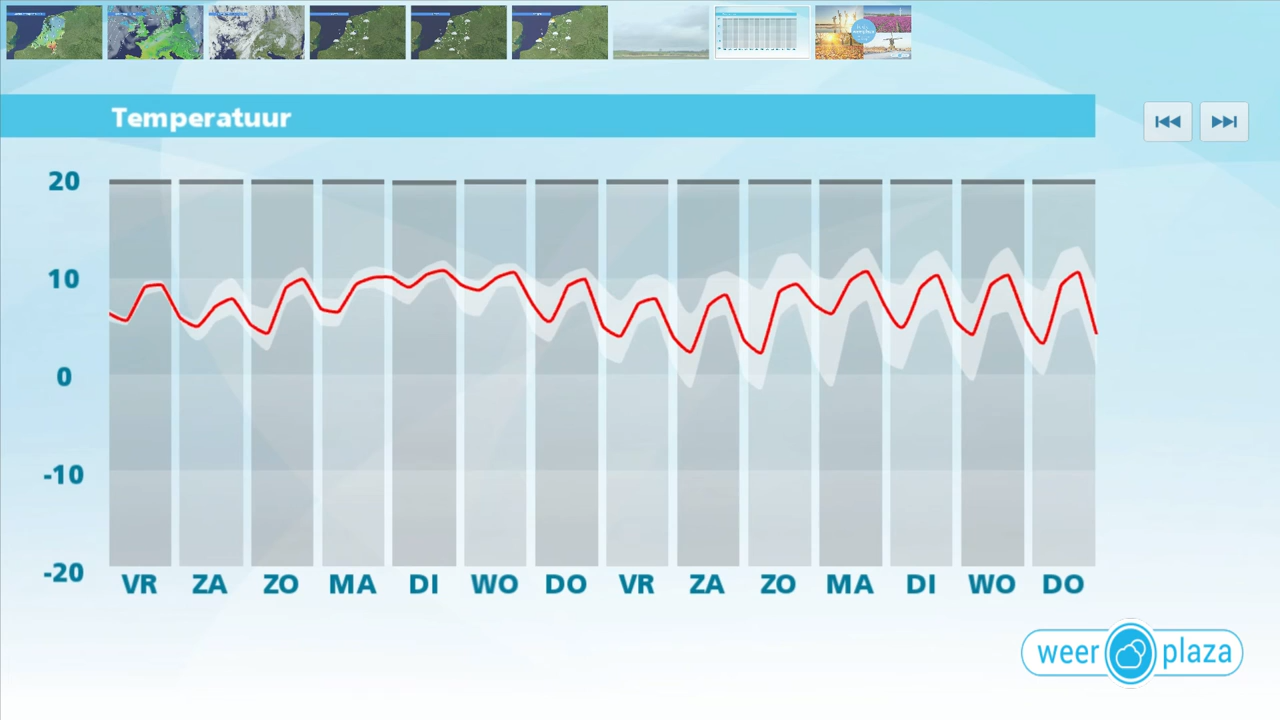 Temperatuur
20
10
0
-10
-20
VR ZA ZO MA DI WO DO VR ZA ZO MA DI WO DO
weer plaza